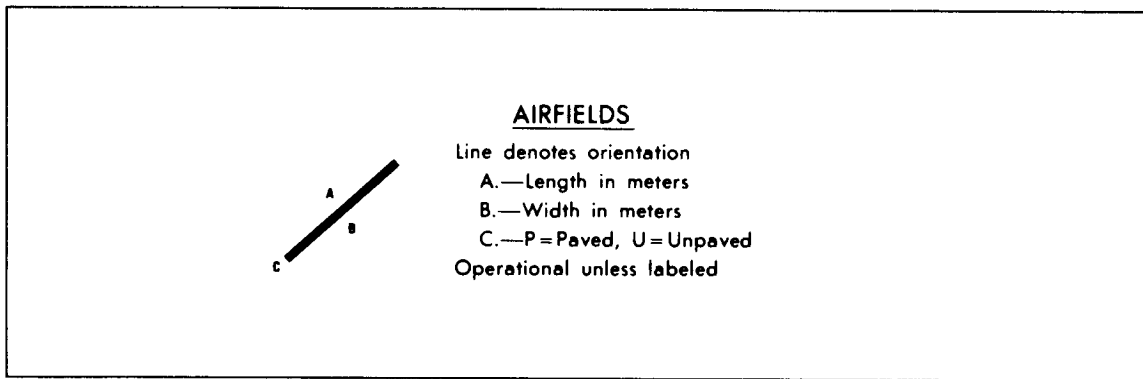 AIRFIELDS
Line denotes orientation
A.—Length in meters
B.—Width in meters
C.—P=Paved, U=Unpaved
Operational unless labeled
A
B
C